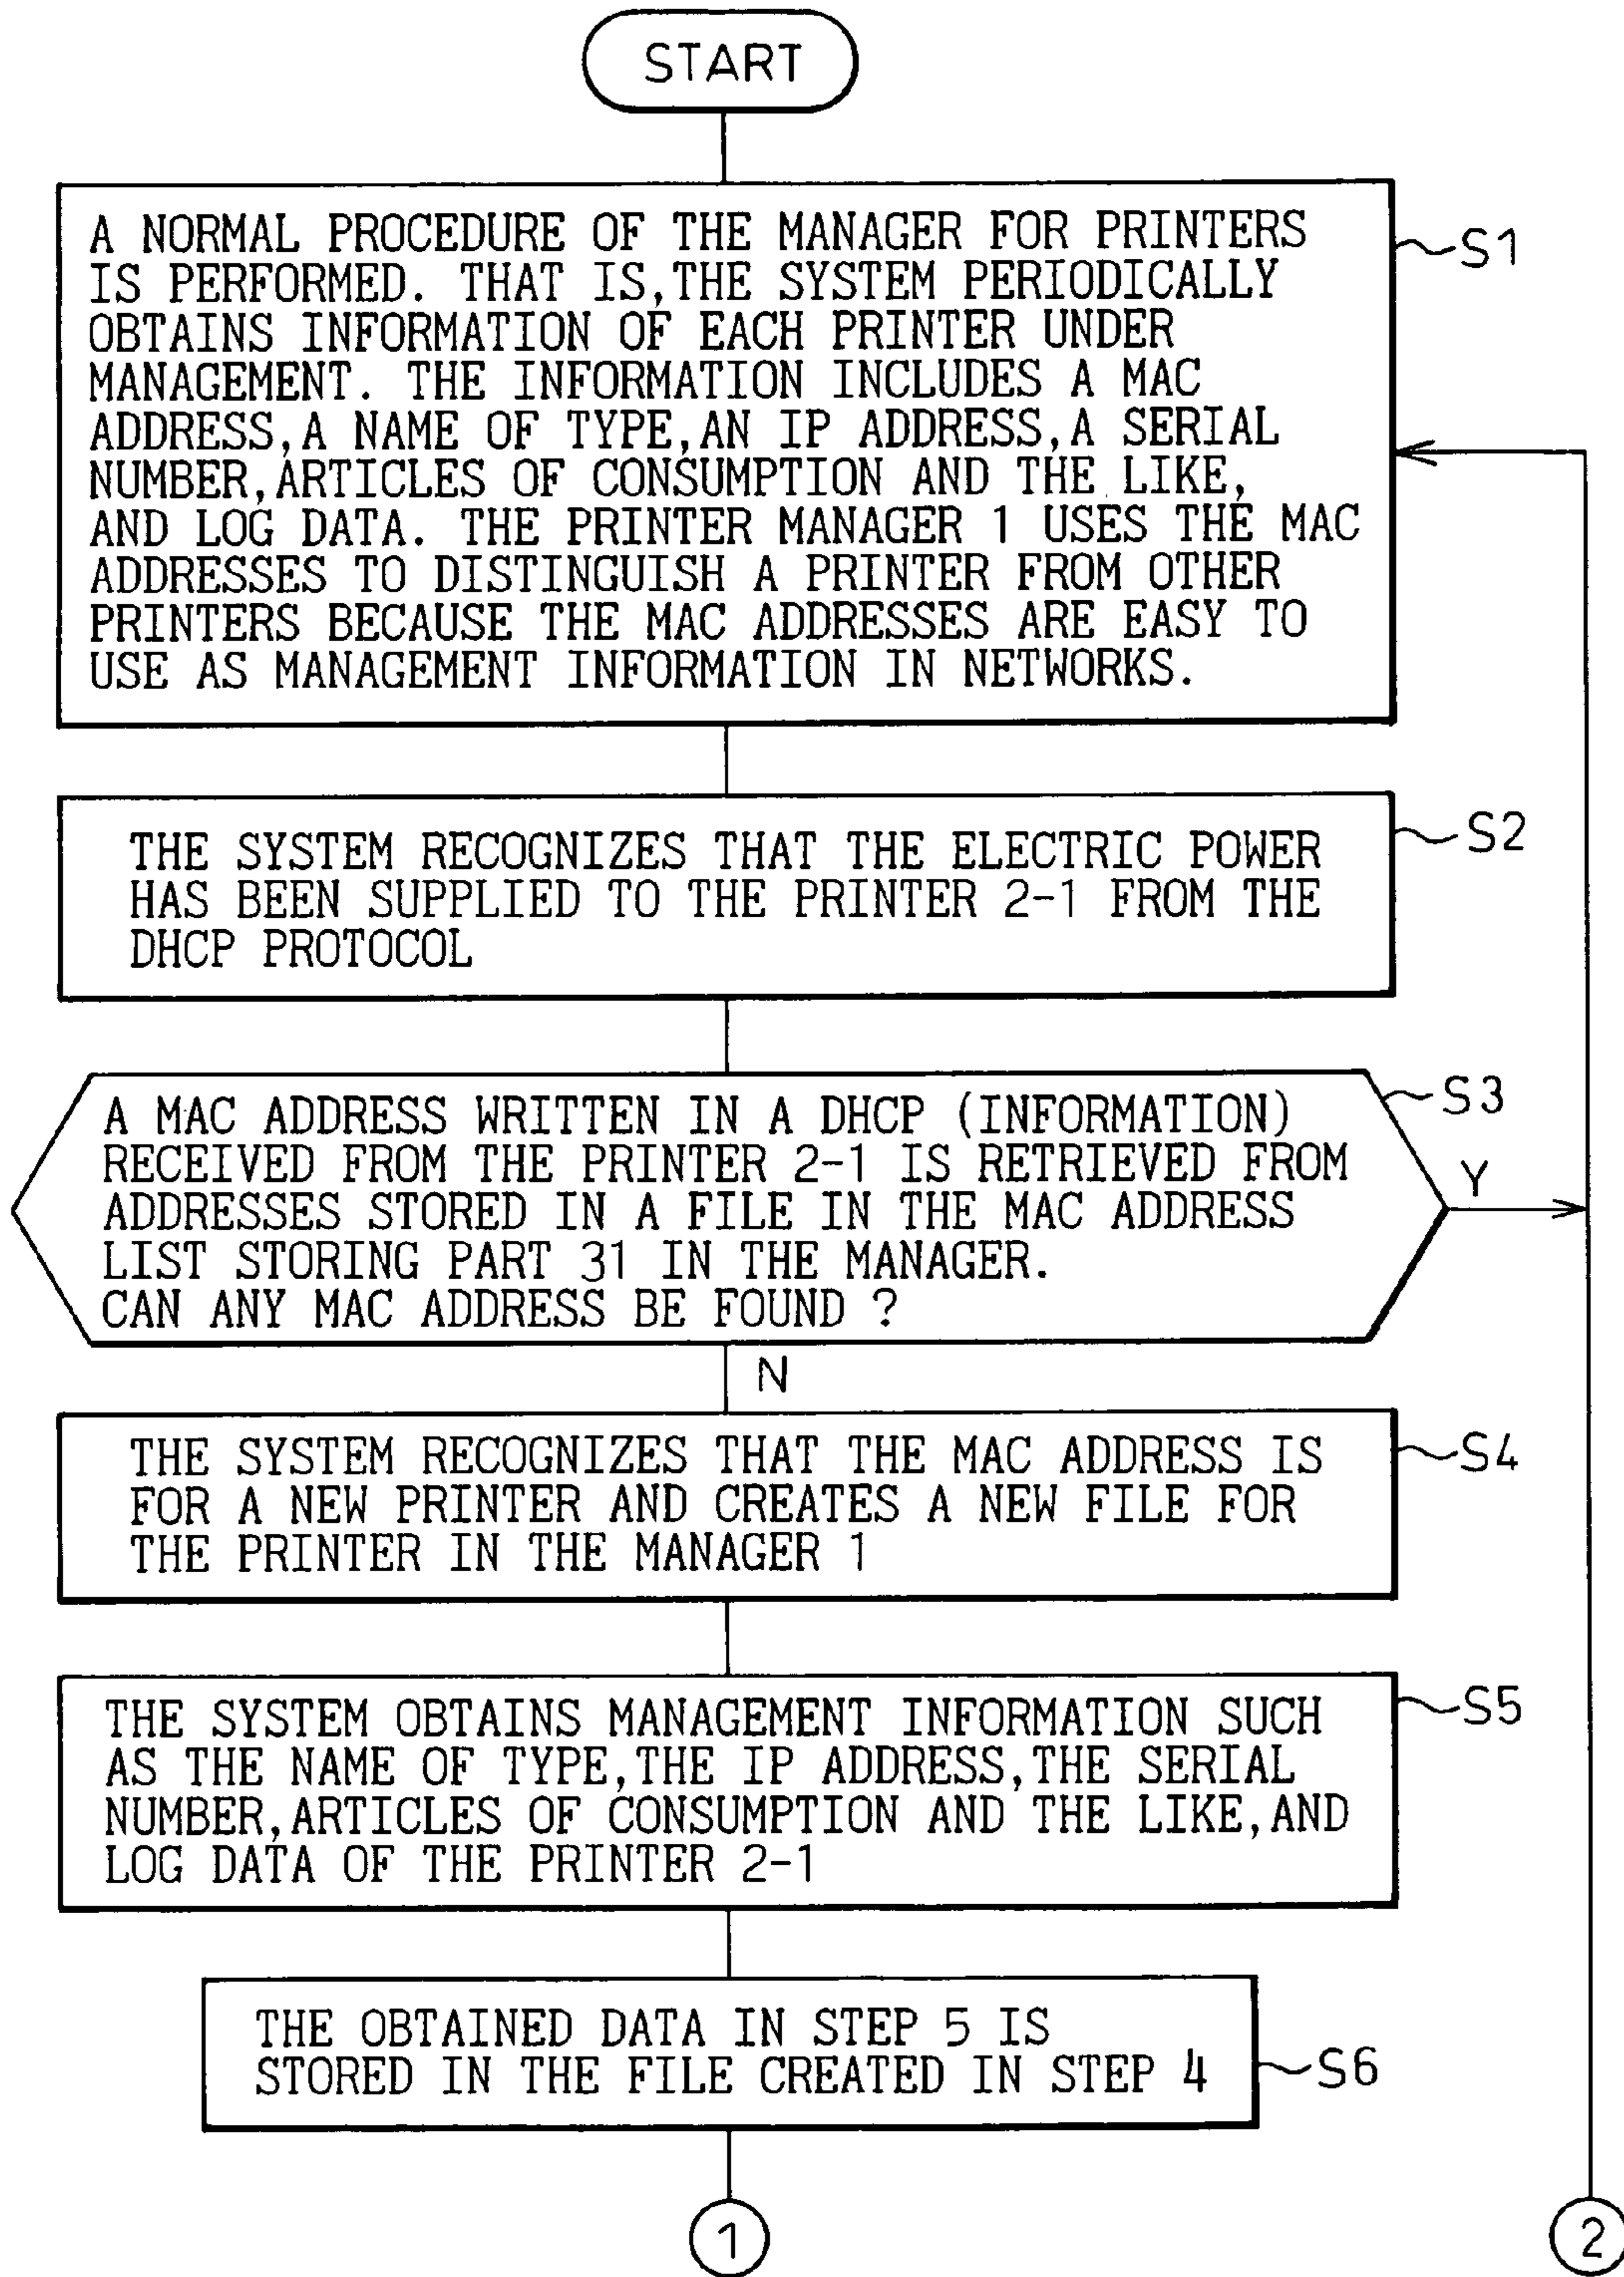 START
A NORMAL PROCEDURE OF THE MANAGER FOR PRINTERS
IS PERFORMED. THAT IS, THE SYSTEM PERIODICALLY
OBTAINS INFORMATION OF EACH PRINTER UNDER
MANAGEMENT. THE INFORMATION INCLUDES A MAC
ADDRESS, A NAME OF TYPE, AN IP ADDRESS, A SERIAL
NUMBER, ARTICLES OF CONSUMPTION AND THE LIKE,
AND LOG DATA. THE PRINTER MANAGER 1 USES THE MAC
ADDRESSES TO DISTINGUISH A PRINTER FROM OTHER
PRINTERS BECAUSE THE MAC ADDRESSES ARE EASY TO
USE AS MANAGEMENT INFORMATION IN NETWORKS.
S1
THE SYSTEM RECOGNIZES THAT THE ELECTRIC POWER
HAS BEEN SUPPLIED TO THE PRINTER 2-1 FROM THE
DHCP PROTOCOL
S2
A MAC ADDRESS WRITTEN IN A DHCP (INFORMATION)
RECEIVED FROM THE PRINTER 2-1 IS RETRIEVED FROM
ADDRESSES STORED IN A FILE IN THE MAC ADDRESS
LIST STORING PART 31 IN THE MANAGER.
CAN ANY MAC ADDRESS BE FOUND ?
S3
Y
N
THE SYSTEM RECOGNIZES THAT THE MAC ADDRESS IS
FOR A NEW PRINTER AND CREATES A NEW FILE FOR
THE PRINTER IN THE MANAGER 1
S4
THE SYSTEM OBTAINS MANAGEMENT INFORMATION SUCH
AS THE NAME OF TYPE, THE IP ADDRESS, THE SERIAL
NUMBER, ARTICLES OF CONSUMPTION AND THE LIKE, AND
LOG DATA OF THE PRINTER 2-1
S5
THE OBTAINED DATA IN STEP 5 IS
STORED IN THE FILE CREATED IN STEP 4
S6
1
2